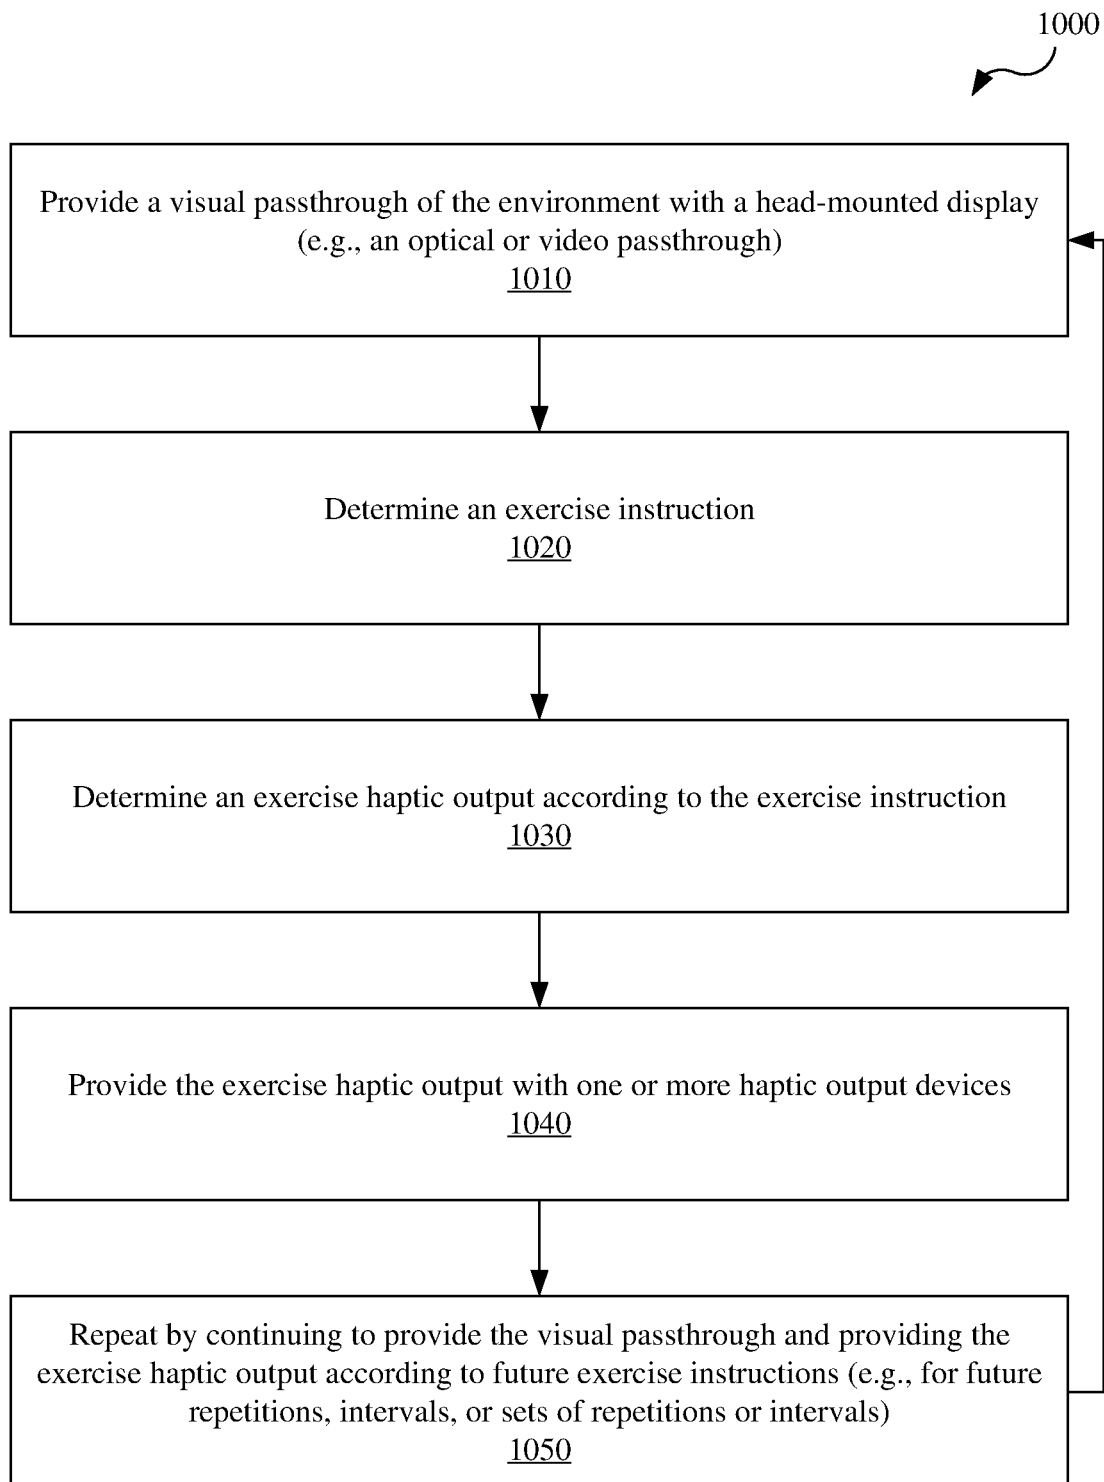 1000
Provide a visual passthrough of the environment with a head-mounted display
(e.g., an optical or video passthrough)
1010
Determine an exercise instruction
1020
Determine an exercise haptic output according to the exercise instruction
1030
Provide the exercise haptic output with one or more haptic output devices
1040
Repeat by continuing to provide the visual passthrough and providing the
exercise haptic output according to future exercise instructions (e.g., for future
repetitions, intervals, or sets of repetitions or intervals)
1050